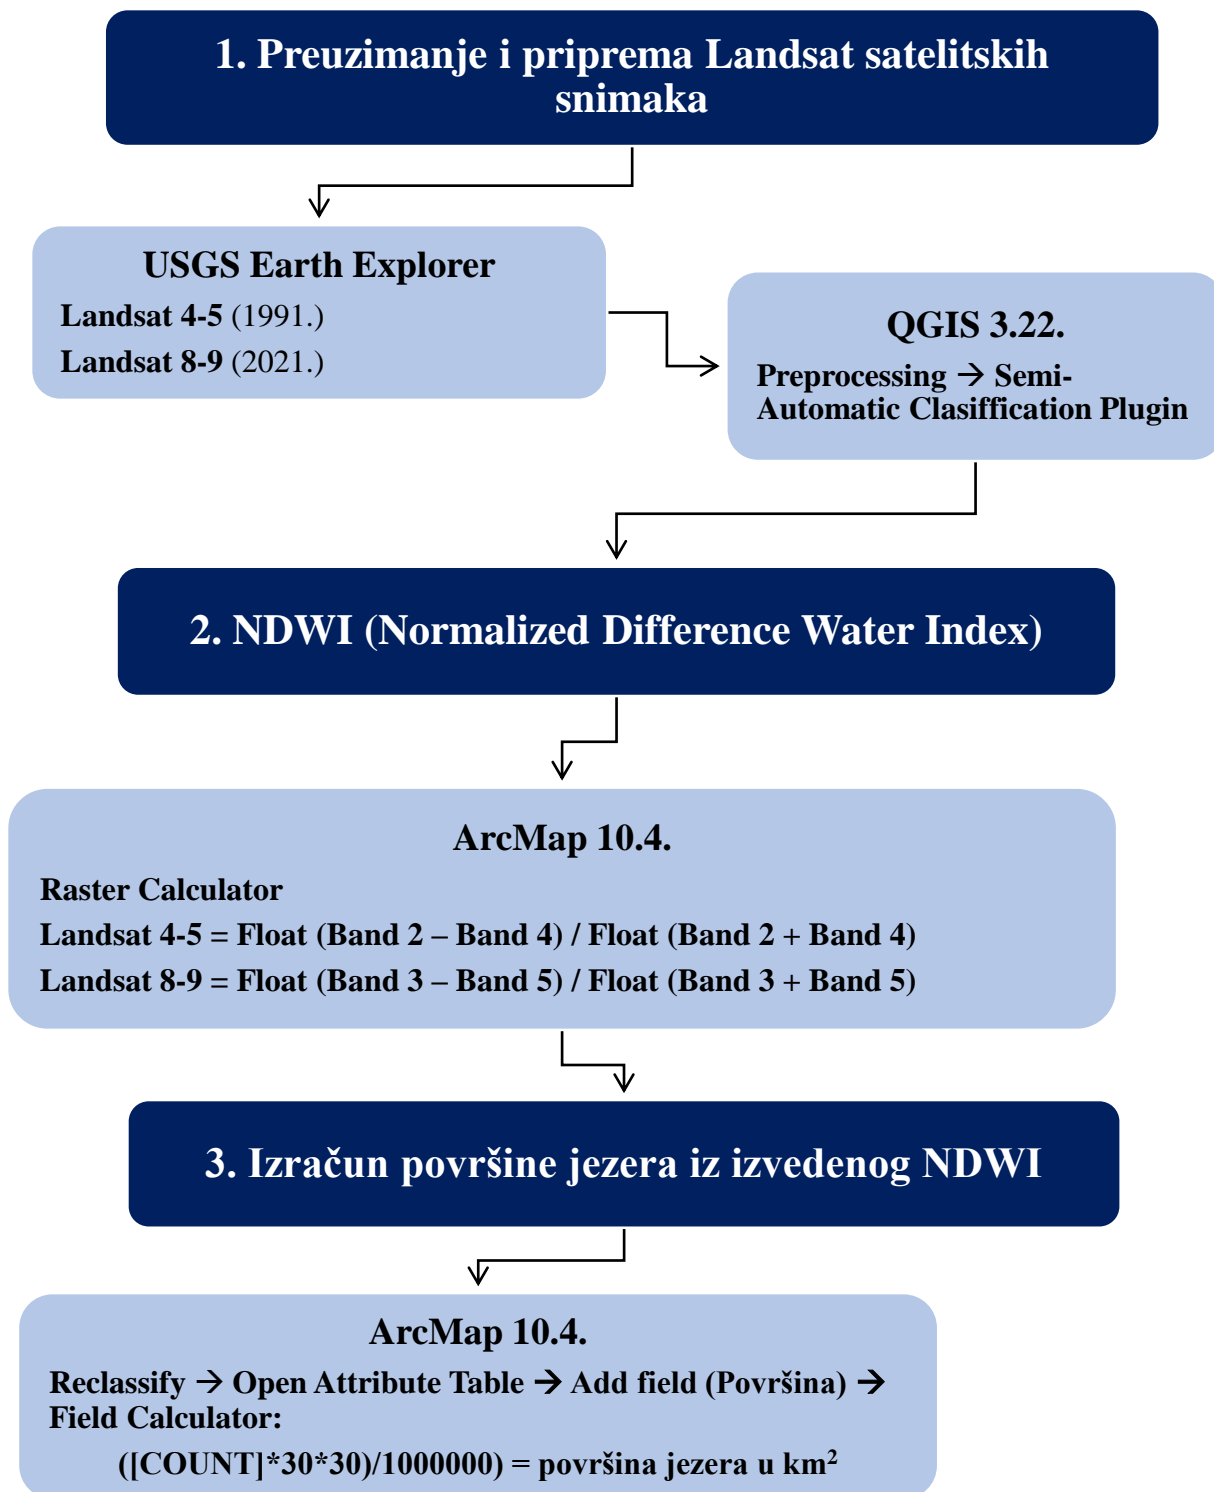 1. Preuzimanje i priprema Landsat satelitskih
snimaka
USGS Earth Explorer
Landsat 4-5 (1991.)
Landsat 8-9 (2021.)
QGIS 3.22.
Preprocessing → Semi-
Automatic Clasiffication Plugin
2. NDWI (Normalized Difference Water Index)
ArcMap 10.4.
Raster Calculator
Landsat 4-5 = Float (Band 2 – Band 4) / Float (Band 2 + Band 4)
Landsat 8-9 = Float (Band 3 – Band 5) / Float (Band 3 + Band 5)
3. Izračun površine jezera iz izvedenog NDWI
ArcMap 10.4.
Reclassify → Open Attribute Table → Add field (Površina) →
Field Calculator:
([COUNT]*30*30)/1000000) = površina jezera u km²